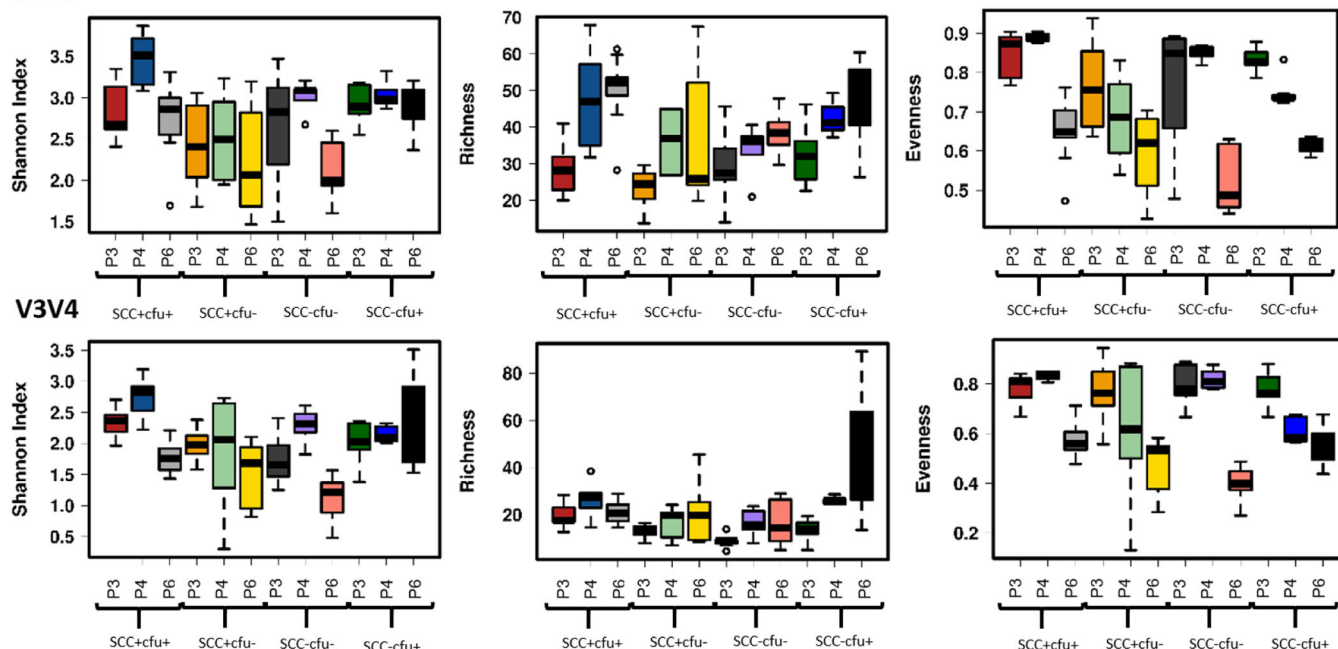 Shannon Index
3.5
3.0
2.5
2.0
1.5
P3 P4 P6 P3 P4 P6 P3 P4 P6 P3 P4 P6
SCC+cfu+ SCC+cfu- SCC-cfu- SCC-cfu+
Richness
70
60
50
40
30
20
P3 P4 P6 P3 P4 P6 P3 P4 P6 P3 P4 P6
SCC+cfu+ SCC+cfu- SCC-cfu- SCC-cfu+
Evenness
0.9
0.8
0.7
0.6
0.5
P3 P4 P6 P3 P4 P6 P3 P4 P6 P3 P4 P6
SCC+cfu+ SCC+cfu- SCC-cfu- SCC-cfu+
V3V4
Shannon Index
3.5
3.0
2.5
2.0
1.5
1.0
0.5
P3 P4 P6 P3 P4 P6 P3 P4 P6 P3 P4 P6
SCC+cfu+ SCC+cfu- SCC-cfu- SCC-cfu+
Richness
80
60
40
20
P3 P4 P6 P3 P4 P6 P3 P4 P6 P3 P4 P6
SCC+cfu+ SCC+cfu- SCC-cfu- SCC-cfu+
Evenness
0.8
0.6
0.4
0.2
P3 P4 P6 P3 P4 P6 P3 P4 P6 P3 P4 P6
SCC+cfu+ SCC+cfu- SCC-cfu- SCC-cfu+